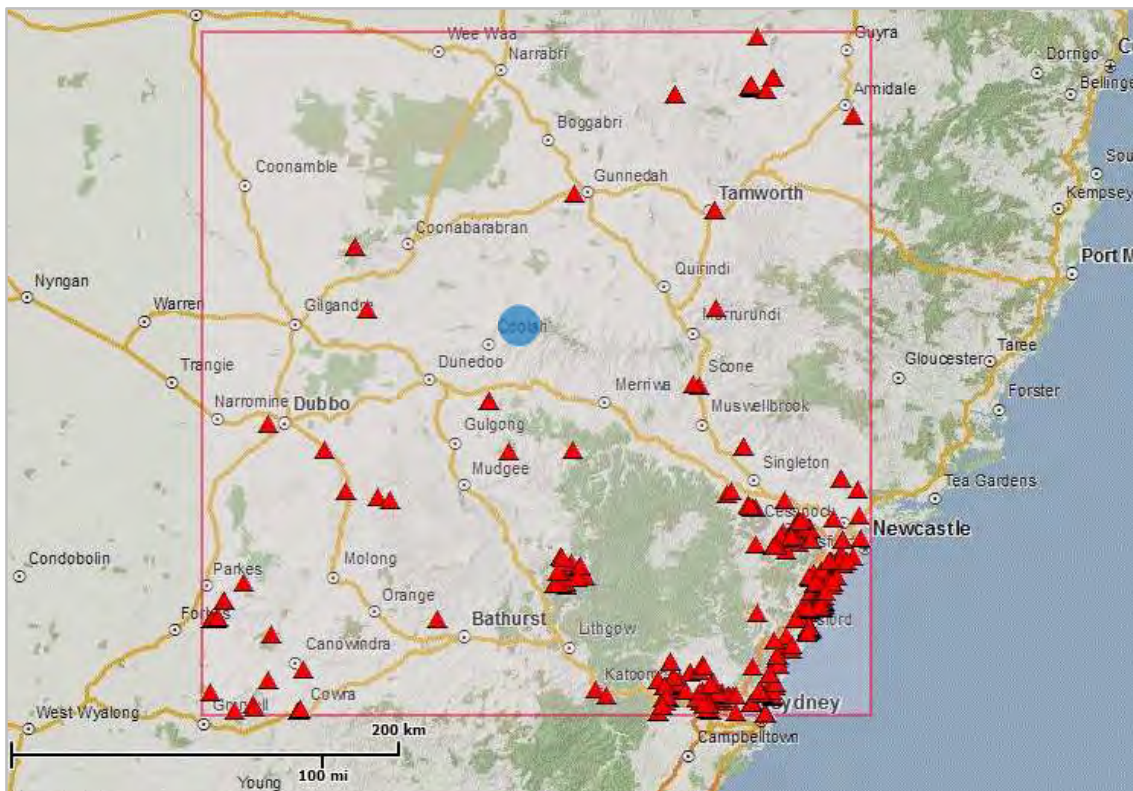 Guyra
Wee Waa
Dorrigo
Narrabri
Bellinge
Armidale
Boggabri
Coonamble
Gunnedah
Tamworth
Kempsey
Coonabarabran
Port M
Quirindi
Nyngan
Warren
Gilgandra
Murrurundi
Coolah
Taree
Dunedoo
Gloucester
Trangie
Scone
Merriwa
Forster
Narromine
Dubbo
Muswellbrook
Gulgong
Mudgee
Singleton
Tea Gardens
Cessnock
Newcastle
Condobolin
Molong
Parkes
Orange
Forbes
Bathurst
sford
Canowindra
Lithgow
Katoom
Cowra
Grenfell
Sydney
West Wyalong
200 km
Campbelltown
100 mi
Young